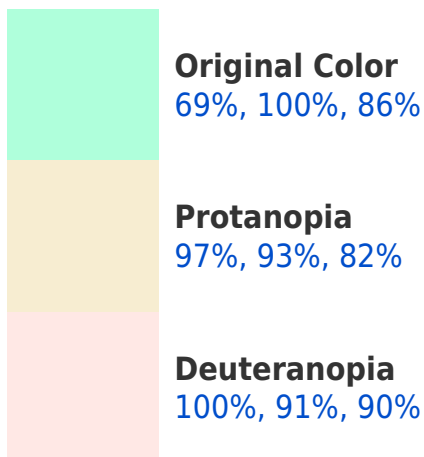 Original Color
69%, 100%, 86%
Protanopia
97%, 93%, 82%
Deuteranopia
100%, 91%, 90%